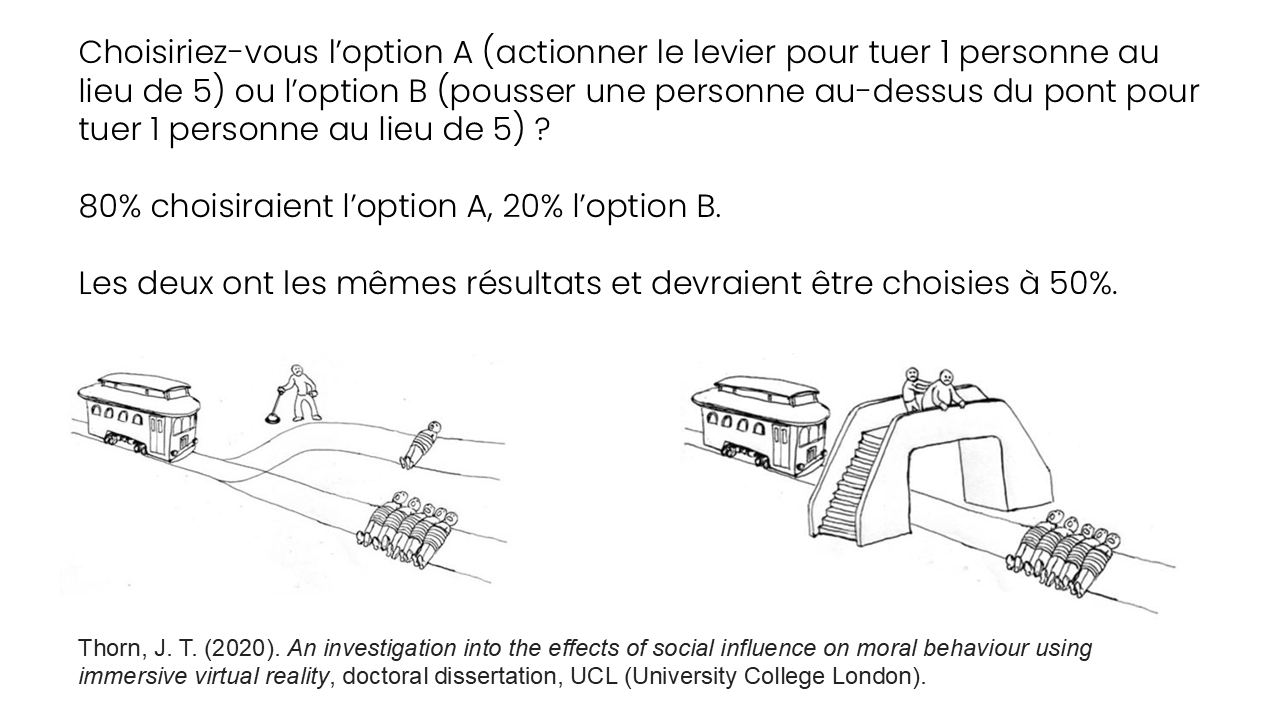 Choisiriez-vous l'option A (actionner le levier pour tuer 1 personne au
lieu de 5) ou l'option B (pousser une personne au-dessus du pont pour
tuer 1 personne au lieu de 5) ?
80% choisiraient l'option A, 20% l'option B.
Les deux ont les mêmes résultats et devraient être choisies à 50%.
Thorn, J. T. (2020). An investigation into the effects of social influence on moral behaviour using
immersive virtual reality, doctoral dissertation, UCL (University College London).